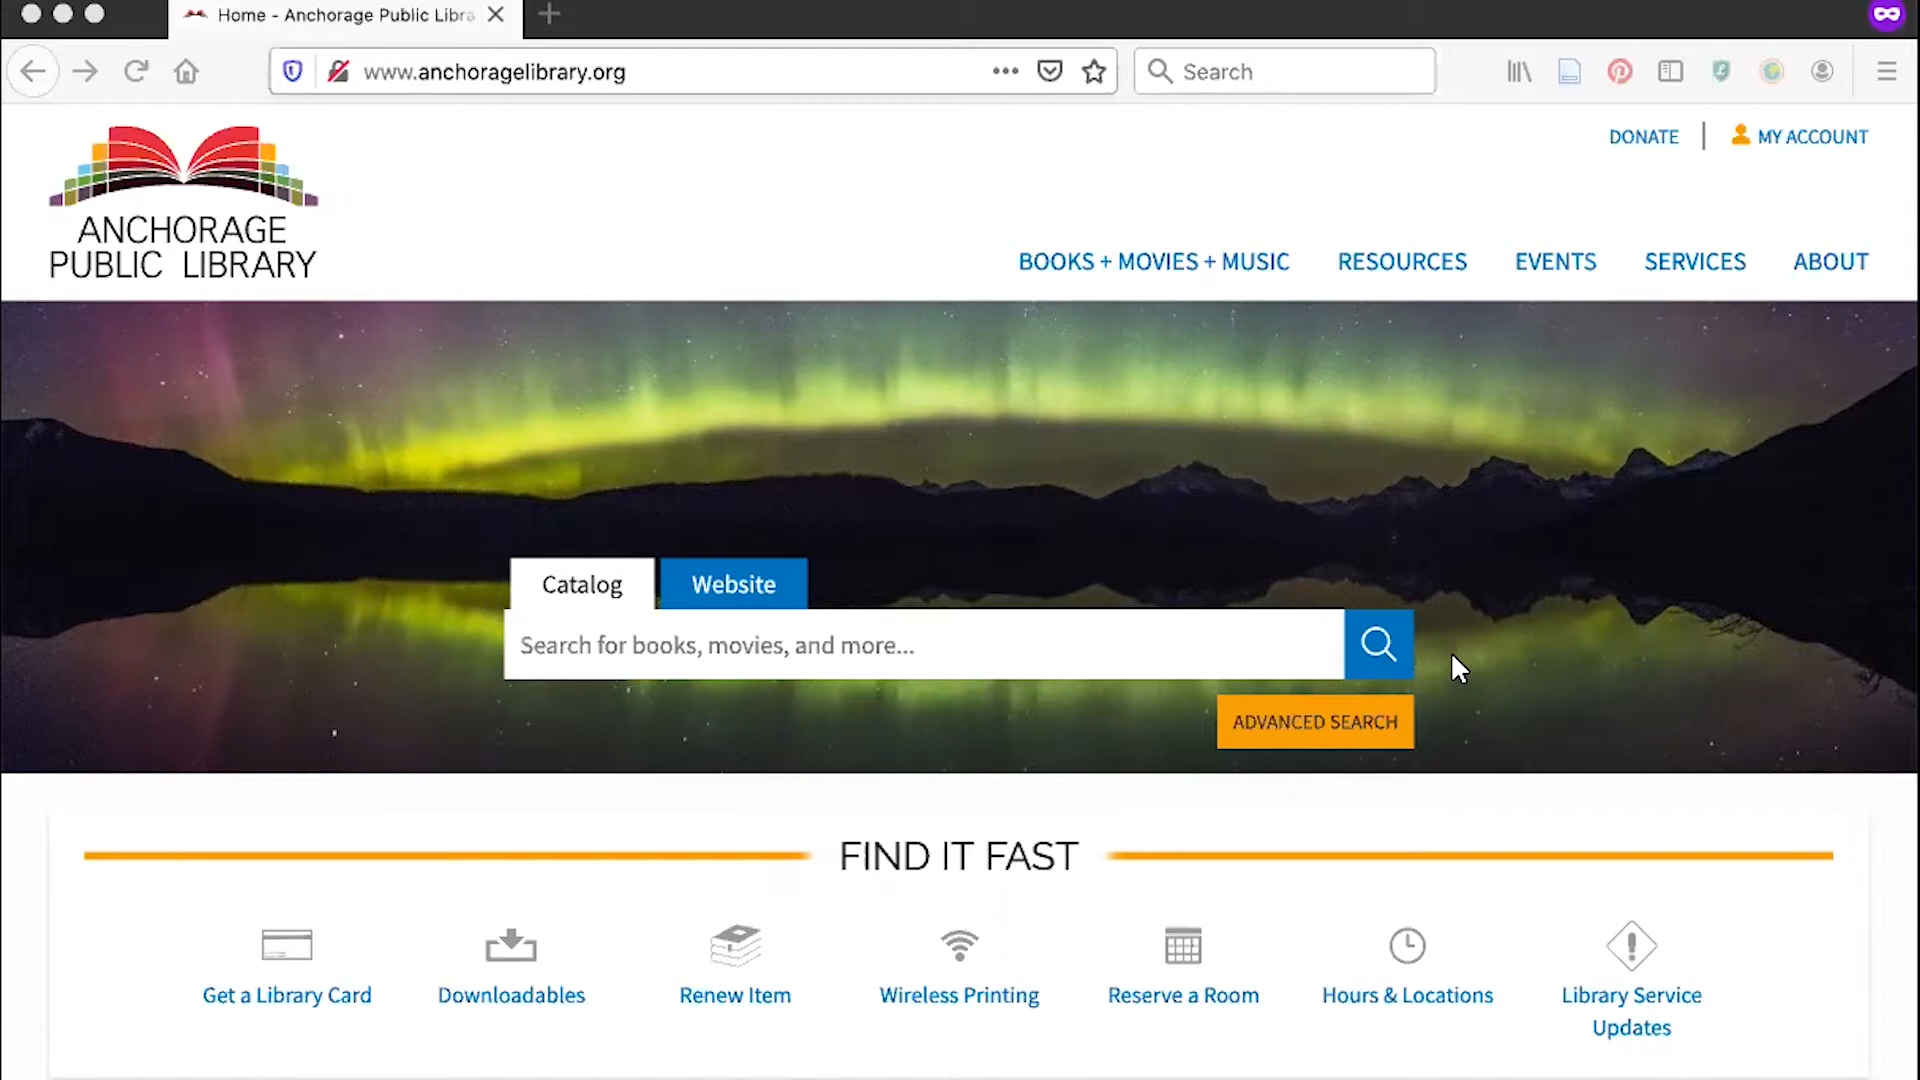 Home - Anchorage Public Libra
www.anchoragelibrary.org
Search
DONATE
MY ACCOUNT
ANCHORAGE
PUBLIC LIBRARY
BOOKS + MOVIES + MUSIC
RESOURCES
EVENTS
SERVICES
ABOUT
Catalog
Website
Search for books, movies, and more...
ADVANCED SEARCH
FIND IT FAST
Get a Library Card
Downloadables
Renew Item
Wireless Printing
Reserve a Room
Hours & Locations
Library Service
Updates